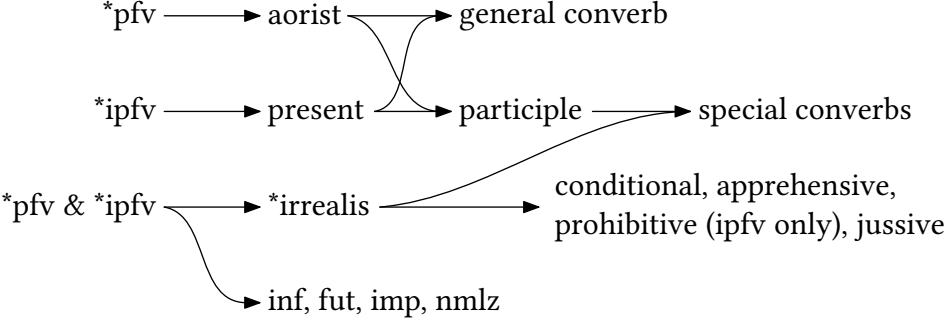 *pfv aorist general converb
*ipfv present participle special converbs
*pfv & *ipfv *irrealis conditional, apprehensive,
prohibitive (ipfv only), jussive
inf, fut, imp, nmlz